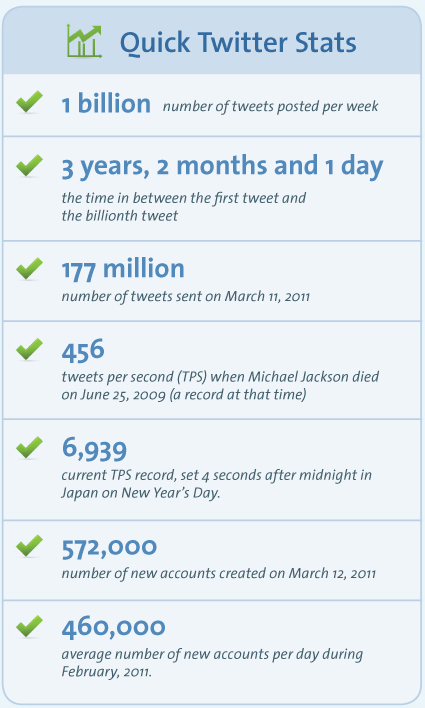 Quick Twitter Stats
1 billion number of tweets posted per week
3 years, 2 months and 1 day
the time in between the first tweet and
the billionth tweet
177 million
number of tweets sent on March 11, 2011
456
tweets per second (TPS) when Michael Jackson died
on June 25, 2009 (a record at that time)
6,939
current TPS record, set 4 seconds after midnight in
Japan on New Year's Day.
572,000
number of new accounts created on March 12, 2011
460,000
average number of new accounts per day during
February, 2011.